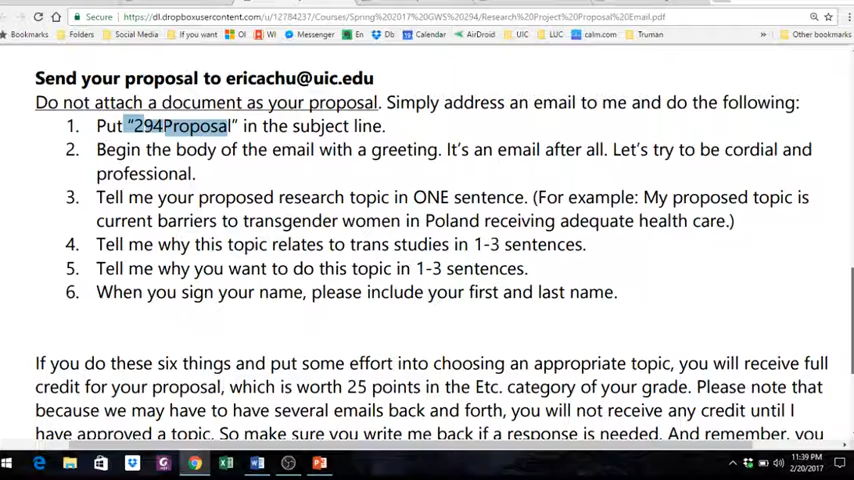 Secure | https://dl.dropboxusercontent.com/u/12784237/Courses/Spring%202017%20GWS%20294/Research%20Project%20Proposal%20Email.pdf
Bookmarks Folders Social Media OI WI Messenger En Db Calendar AirDroid UIC LUC calm.com Truman » Other bookmarks
Send your proposal to ericachu@uic.edu
Do not attach a document as your proposal. Simply address an email to me and do the following:
1. Put “294Proposal” in the subject line.
2. Begin the body of the email with a greeting. It’s an email after all. Let’s try to be cordial and
professional.
3. Tell me your proposed research topic in ONE sentence. (For example: My proposed topic is
current barriers to transgender women in Poland receiving adequate health care.)
4. Tell me why this topic relates to trans studies in 1-3 sentences.
5. Tell me why you want to do this topic in 1-3 sentences.
6. When you sign your name, please include your first and last name.
If you do these six things and put some effort into choosing an appropriate topic, you will receive full
credit for your proposal, which is worth 25 points in the Etc. category of your grade. Please note that
because we may have to have several emails back and forth, you will not receive any credit until I
have approved a topic. So make sure you write me back if a response is needed. And remember, you
11:39 PM
2/20/2017